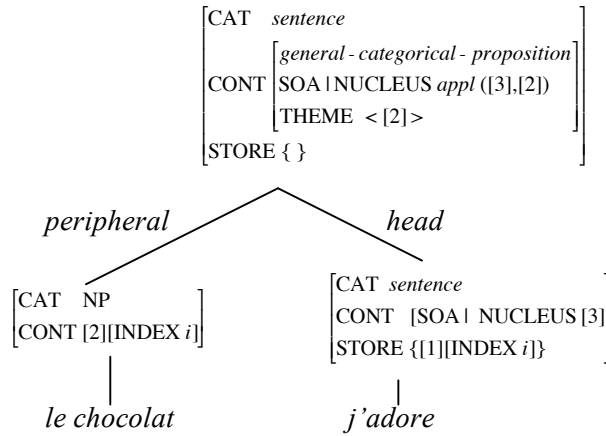 CAT sentence
general - categorical - proposition
CONT SOA | NUCLEUS appl ([3],[2])
THEME < [2] >
STORE { }
peripheral head
CAT NP
CONT [2][INDEX i]
CAT sentence
CONT [SOA | NUCLEUS [3]
STORE {[1][INDEX i]}
le chocolat j’adore